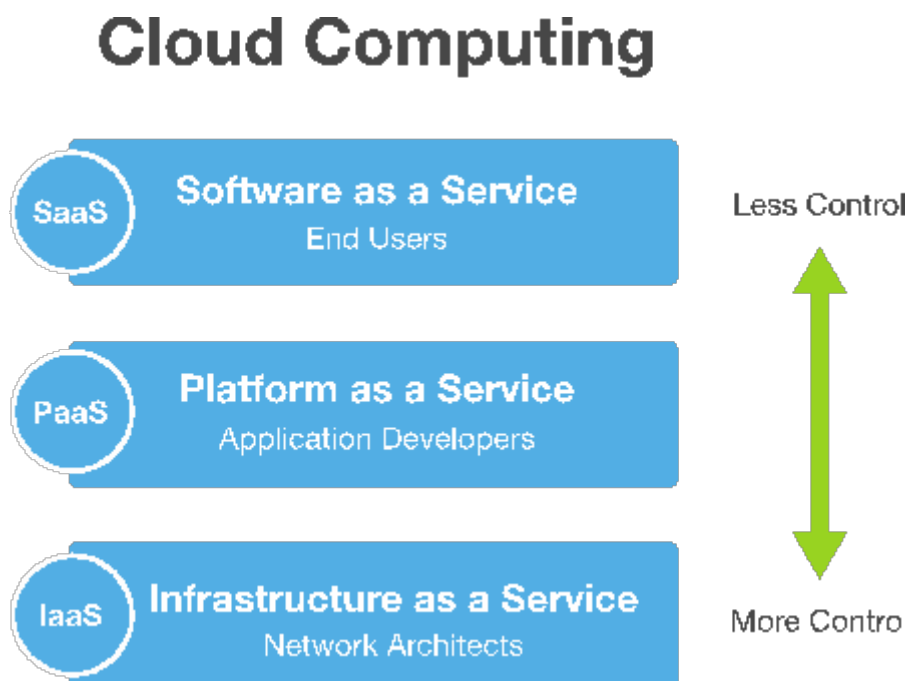 Cloud Computing
SaaS
Software as a Service
End Users
Less Control
PaaS
Platform as a Service
Application Developers
IaaS
Infrastructure as a Service
Network Architects
More Contro